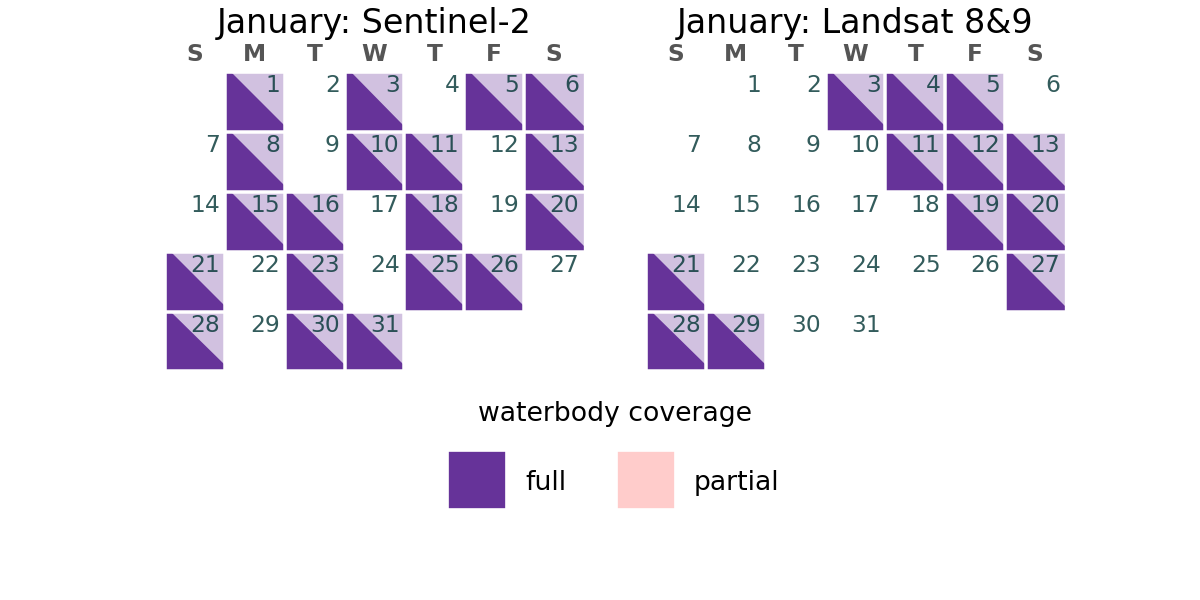 January: Sentinel-2
S M T W T F S
1 2 3 4 5 6
7 8 9 10 11 12 13
14 15 16 17 18 19 20
21 22 23 24 25 26 27
28 29 30 31
January: Landsat 8&9
S M T W T F S
1 2 3 4 5 6
7 8 9 10 11 12 13
14 15 16 17 18 19 20
21 22 23 24 25 26 27
28 29 30 31
waterbody coverage
full partial